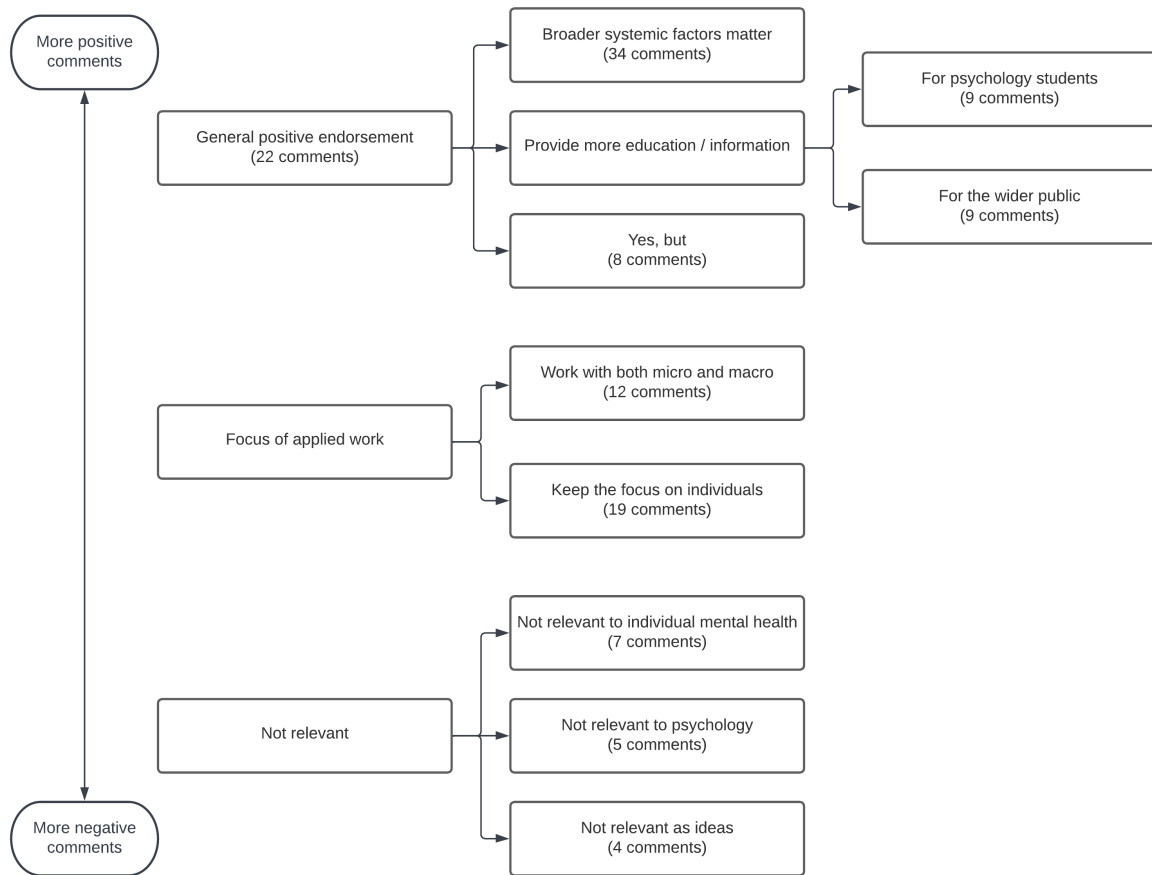 More positive
comments
General positive endorsement
(22 comments)
Broader systemic factors matter
(34 comments)
Provide more education / information
For psychology students
(9 comments)
For the wider public
(9 comments)
Yes, but
(8 comments)
Focus of applied work
Work with both micro and macro
(12 comments)
Keep the focus on individuals
(19 comments)
Not relevant
Not relevant to individual mental health
(7 comments)
Not relevant to psychology
(5 comments)
Not relevant as ideas
(4 comments)
More negative
comments